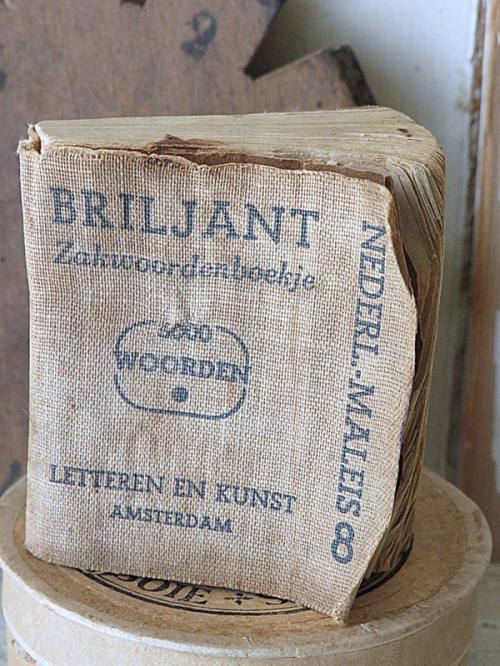 BRILJANT
Zakwoordenboekje
WOORDEN
LETTEREN EN KUNST
AMSTERDAM
NEDERL.-MALEIS 8